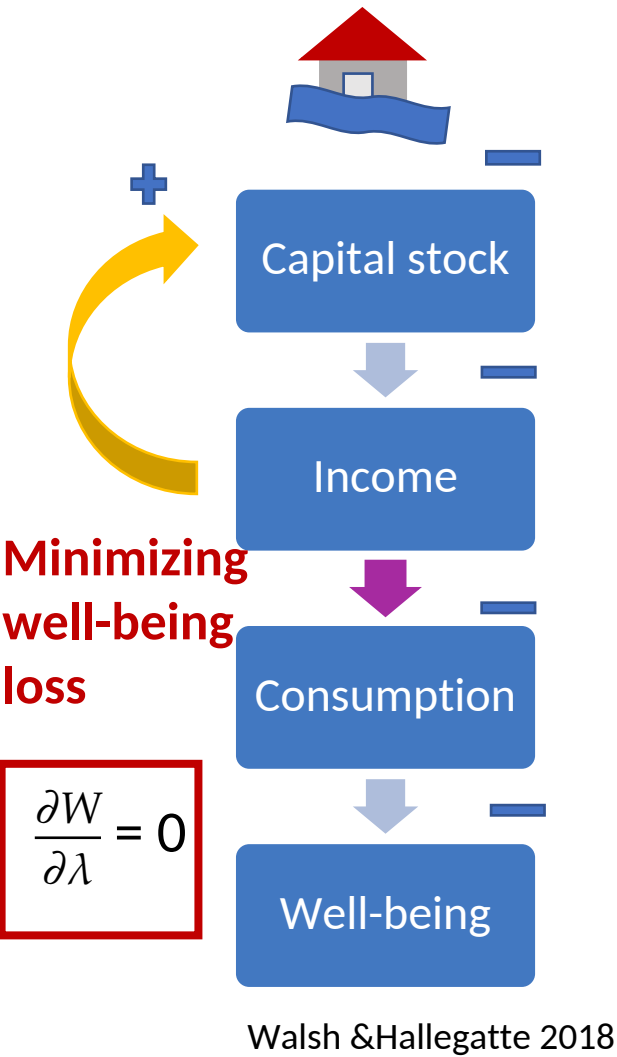 Capital stock
Income
Minimizing
well-being
loss
Consumption
∂W/∂λ = 0
Well-being
Walsh &Hallegatte 2018